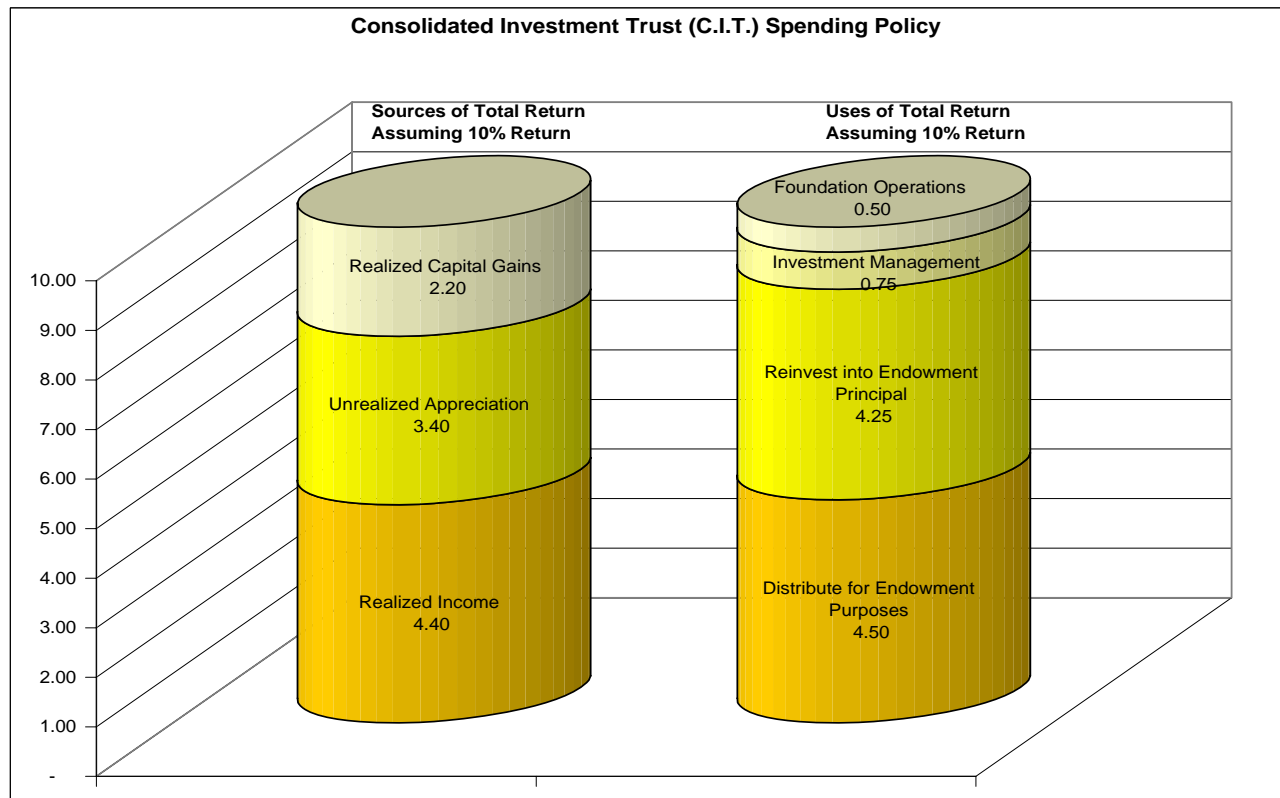 Consolidated Investment Trust (C.I.T.) Spending Policy
Sources of Total Return
Assuming 10% Return
Uses of Total Return
Assuming 10% Return
Foundation Operations
0.50
Realized Capital Gains
2.20
Investment Management
0.75
Unrealized Appreciation
3.40
Reinvest into Endowment
Principal
4.25
Realized Income
4.40
Distribute for Endowment
Purposes
4.50
10.00
9.00
8.00
7.00
6.00
5.00
4.00
3.00
2.00
1.00
-